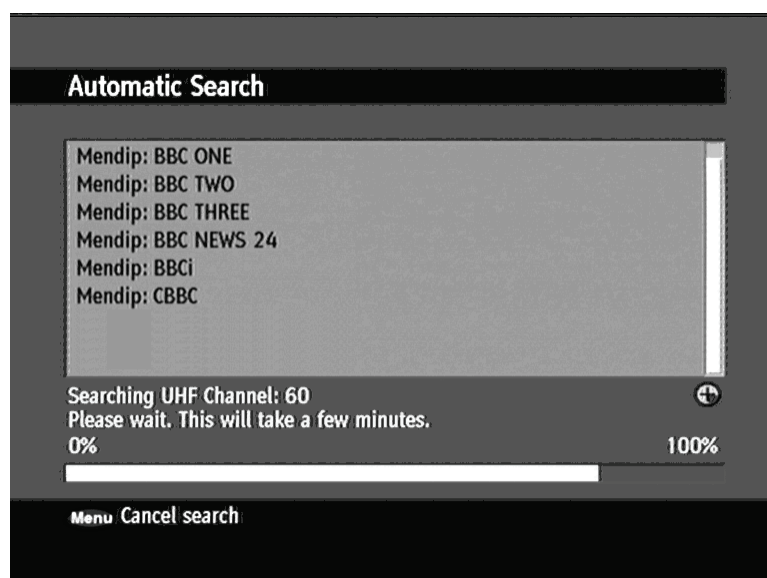 Automatic Search
Mendip: BBC ONE
Mendip: BBC TWO
Mendip: BBC THREE
Mendip: BBC NEWS 24
Mendip: BBCi
Mendip: CBBC
Searching UHF Channel: 60
Please wait. This will take a few minutes.
0% 100%
Menu Cancel search